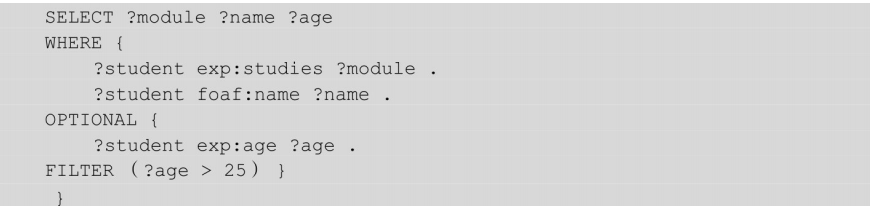 SELECT ?module ?name ?age
WHERE {
?student exp:studies ?module .
?student foaf:name ?name .
OPTIONAL {
?student exp:age ?age .
FILTER (?age > 25) }
}